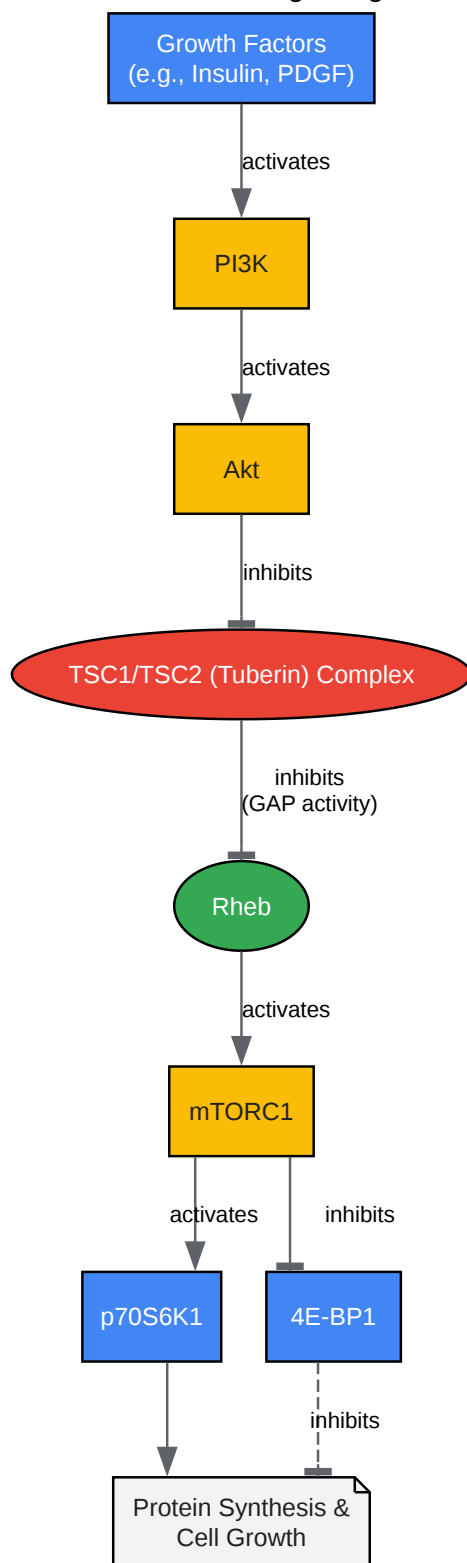 Growth Factors
(e.g., Insulin, PDGF)
activates
PI3K
activates
Akt
inhibits
TSC1/TSC2 (Tuberin) Complex
inhibits
(GAP activity)
Rheb
activates
mTORC1
activates
inhibits
p70S6K1
4E-BP1
inhibits
Protein Synthesis &
Cell Growth